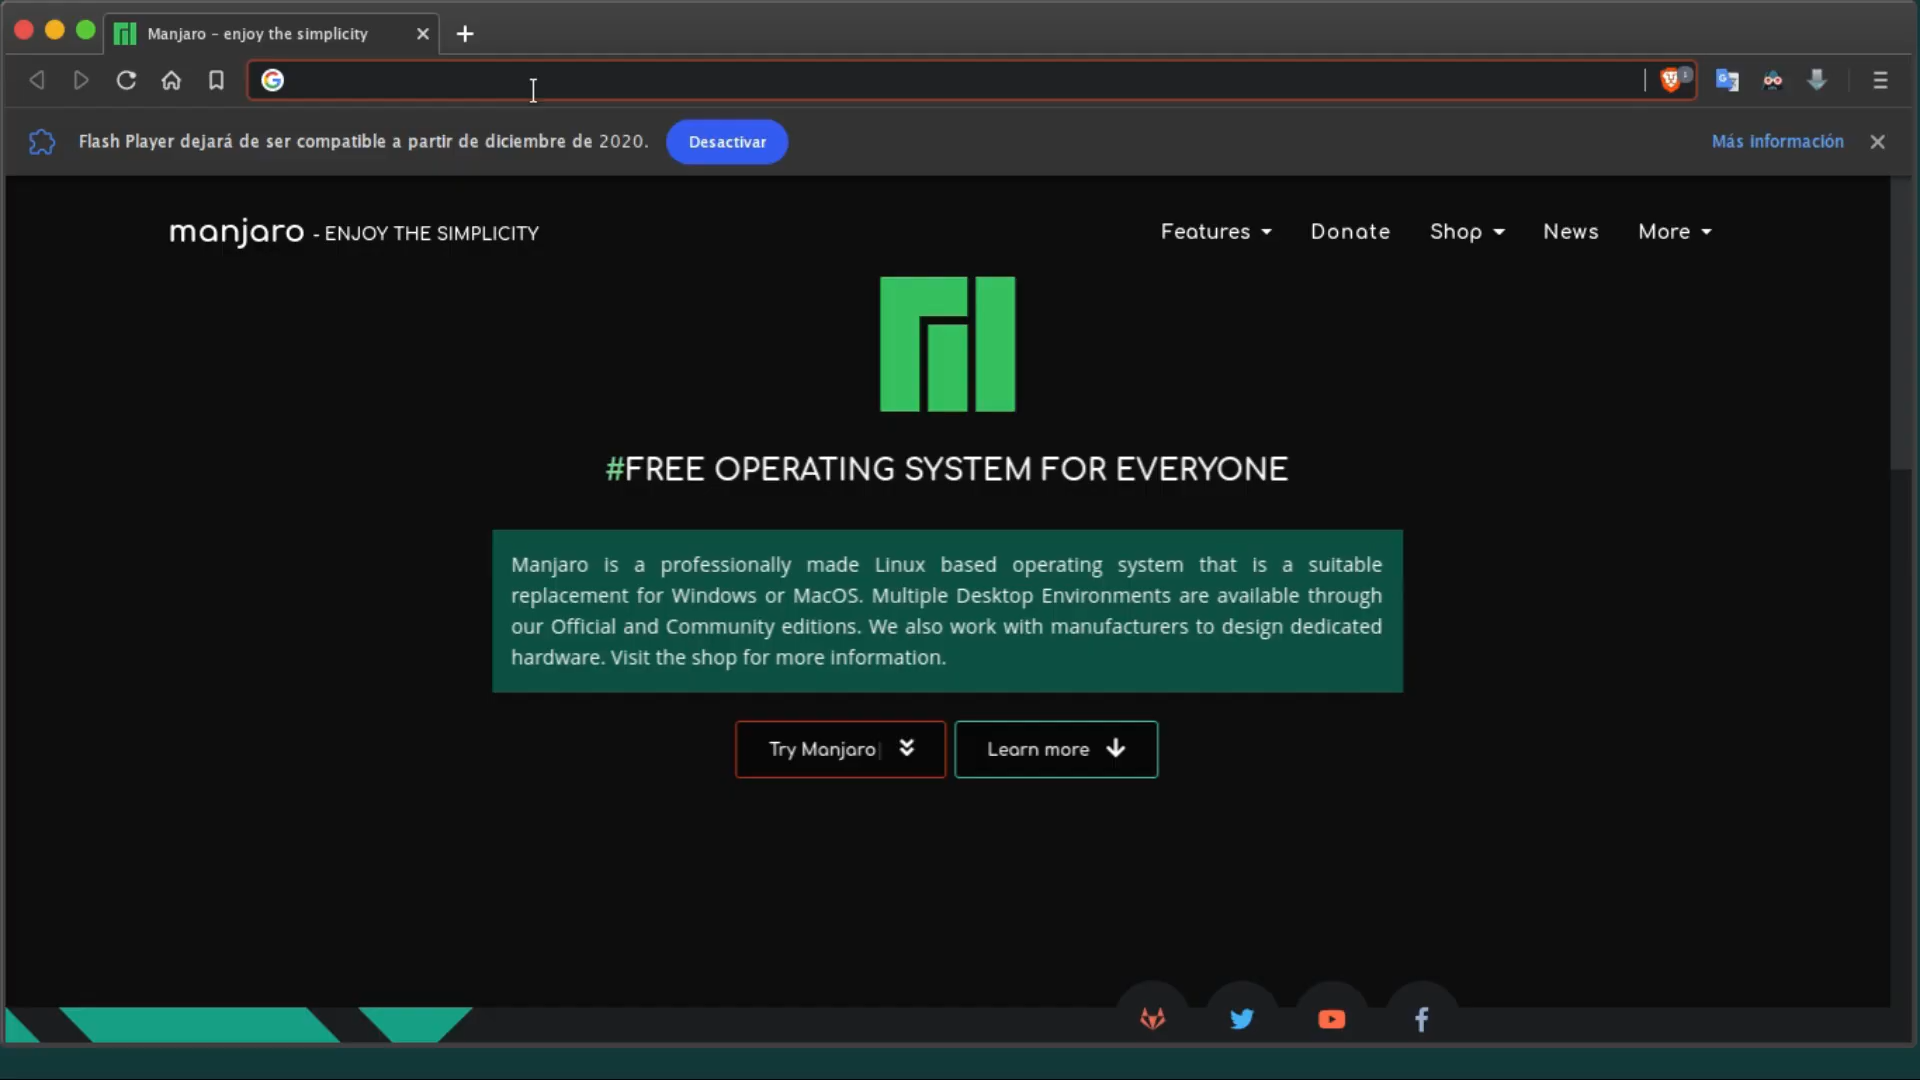 Manjaro - enjoy the simplicity
1
Flash Player dejará de ser compatible a partir de diciembre de 2020.
Desactivar
Más información
manjaro - ENJOY THE SIMPLICITY
Features
Donate
Shop
News
More
#FREE OPERATING SYSTEM FOR EVERYONE
Manjaro is a professionally made Linux based operating system that is a suitable
replacement for Windows or MacOS. Multiple Desktop Environments are available through
our Official and Community editions. We also work with manufacturers to design dedicated
hardware. Visit the shop for more information.
Try Manjaro
Learn more